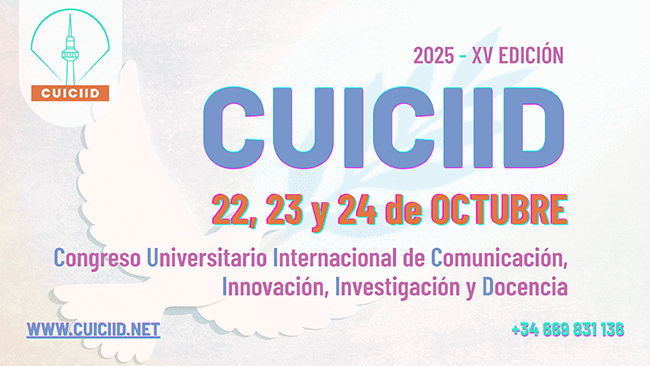 CUICIID
2025 - XV EDICIÓN
CUICIID
22, 23 y 24 de OCTUBRE
Congreso Universitario Internacional de Comunicación,
Innovación, Investigación y Docencia
WWW.CUICIID.NET
+34 669 831 136